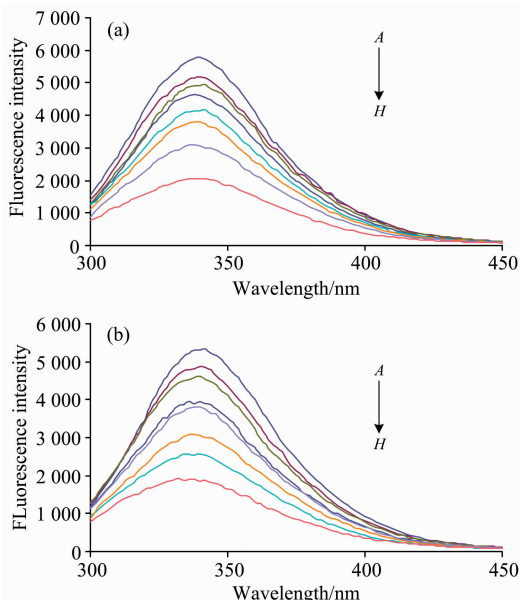 (a)
A
H
Fluorescence intensity
7 000
6 000
5 000
4 000
3 000
2 000
1 000
0
300
350
400
450
Wavelength/nm
(b)
A
H
FLuorescence intensity
6 000
5 000
4 000
3 000
2 000
1 000
0
300
350
400
450
Wavelength/nm